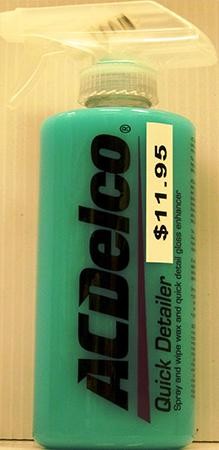 ACDelco®
Quick Detailer
Spray and wipe wax and quick detail gloss enhancer
$11.95